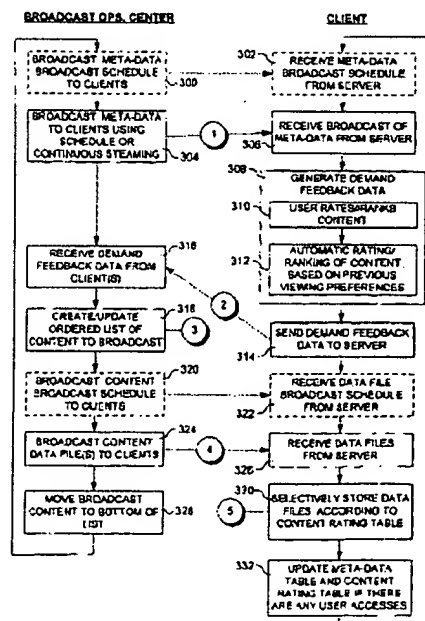 BROADCAST OPS. CENTER
CLIENT
BROADCAST META-DATA
BROADCAST SCHEDULE
TO CLIENTS
300
302
RECEIVE META-DATA
BROADCAST SCHEDULE
FROM SERVER
BROADCAST META-DATA
TO CLIENTS USING
SCHEDULE OR
CONTINUOUS STEAMING
304
1
RECEIVE BROADCAST OF
META-DATA FROM SERVER
306
308
GENERATE DEMAND
FEEDBACK DATA
310
USER RATES/RANKS
CONTENT
312
AUTOMATIC RATING/
RANKING OF CONTENT
BASED ON PREVIOUS
VIEWING PREFERENCES
316
RECEIVE DEMAND
FEEDBACK DATA FROM
CLIENT(S)
2
318
CREATE/UPDATE
ORDERED LIST OF
CONTENT TO BROADCAST
3
SEND DEMAND FEEDBACK
DATA TO SERVER
314
320
BROADCAST CONTENT
BROADCAST SCHEDULE
TO CLIENTS
RECEIVE DATA FILE
BROADCAST SCHEDULE
FROM SERVER
322
324
BROADCAST CONTENT
DATA FILE(S) TO CLIENTS
4
RECEIVE DATA FILES
FROM SERVER
326
MOVE BROADCAST
CONTENT TO BOTTOM OF
LIST
328
330
SELECTIVELY STORE DATA
FILES ACCORDING TO
CONTENT RATING TABLE
5
332
UPDATE META-DATA
TABLE AND CONTENT
RATING TABLE IF THERE
ARE ANY USER ACCESSES